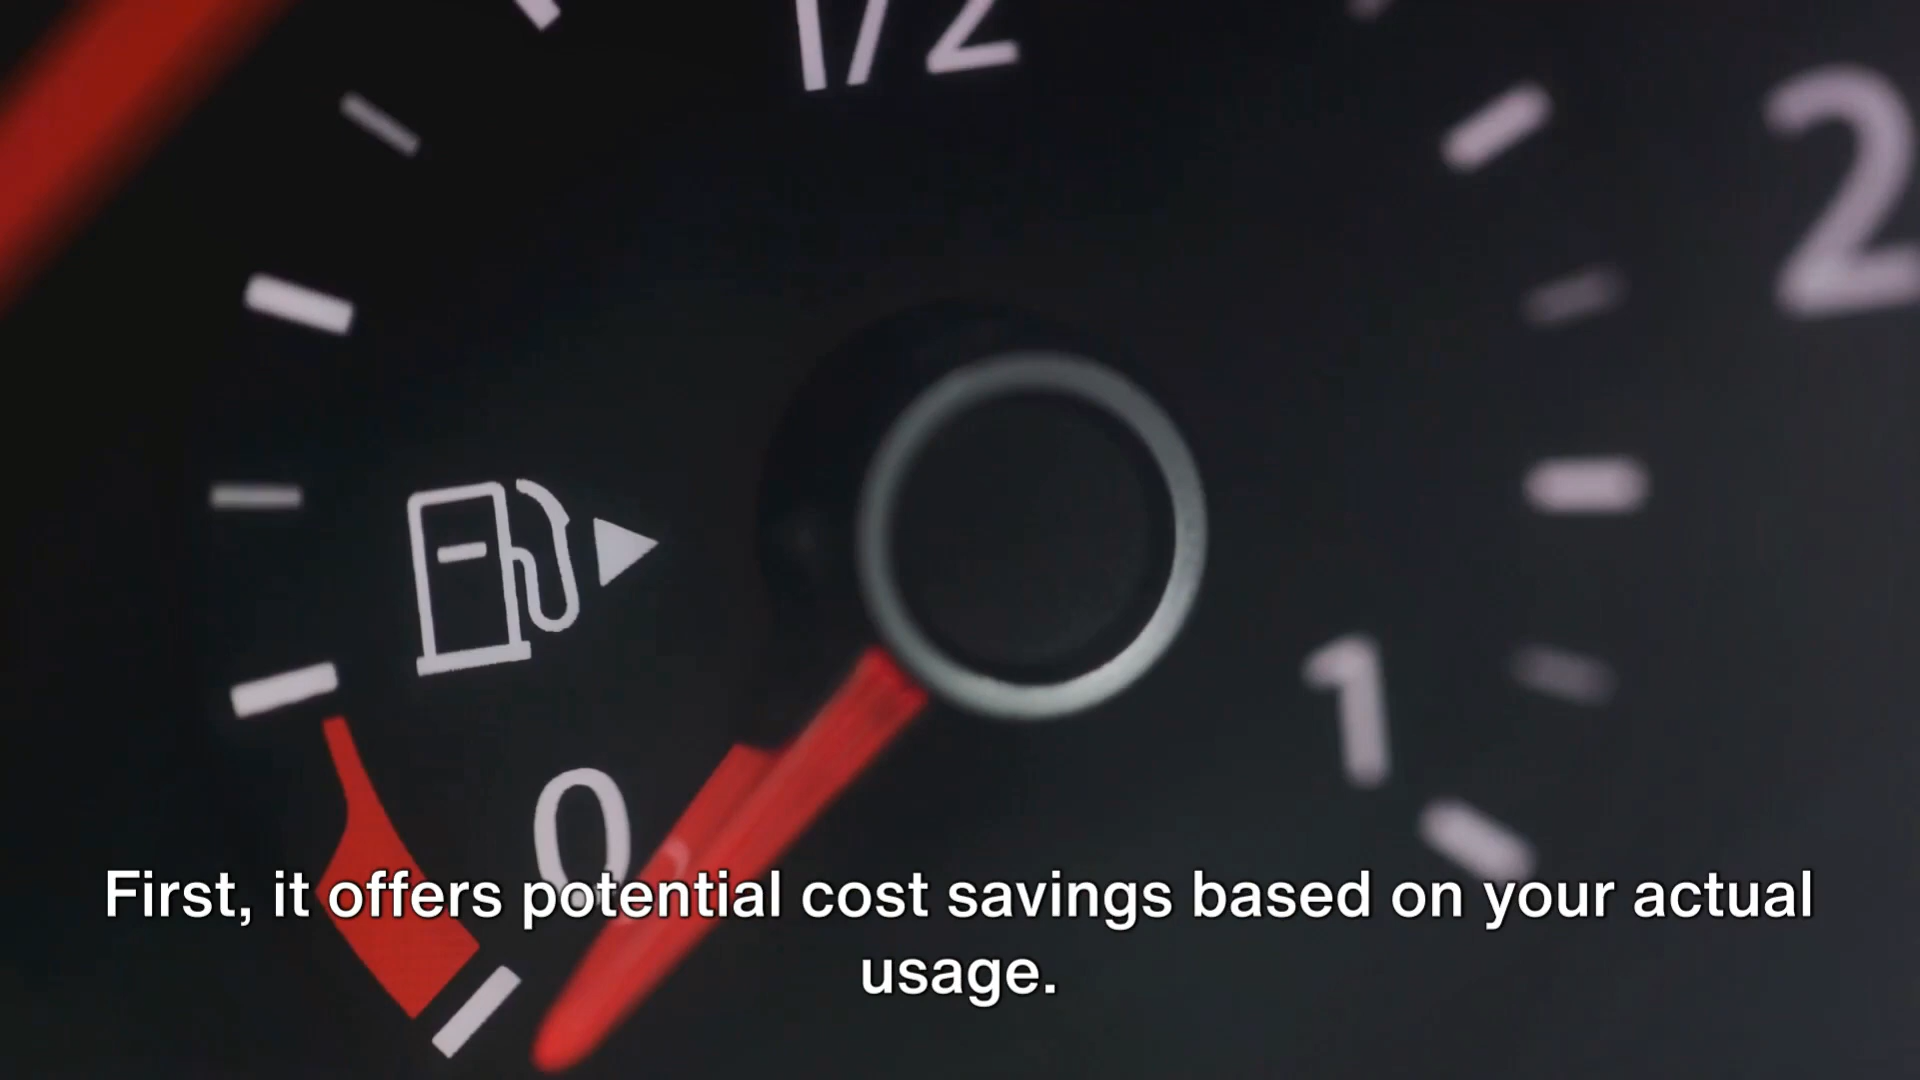 1/2
2
1
0
First, it offers potential cost savings based on your actual
usage.